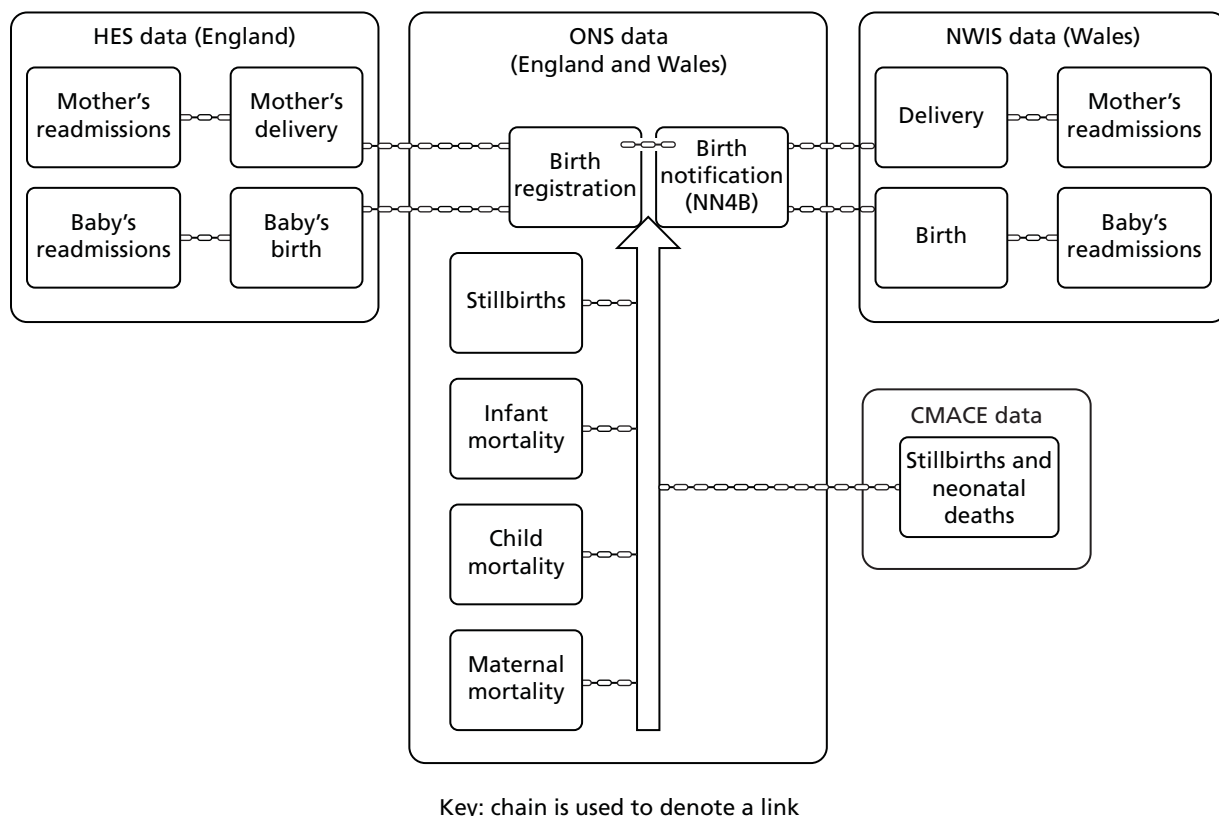 HES data (England)
Mother's
readmissions
Mother's
delivery
Baby's
readmissions
Baby's
birth
ONS data
(England and Wales)
Birth
registration
Birth
notification
(NN4B)
Stillbirths
Infant
mortality
Child
mortality
Maternal
mortality
NWIS data (Wales)
Delivery
Mother's
readmissions
Birth
Baby's
readmissions
CMACE data
Stillbirths and
neonatal
deaths
Key: chain is used to denote a link